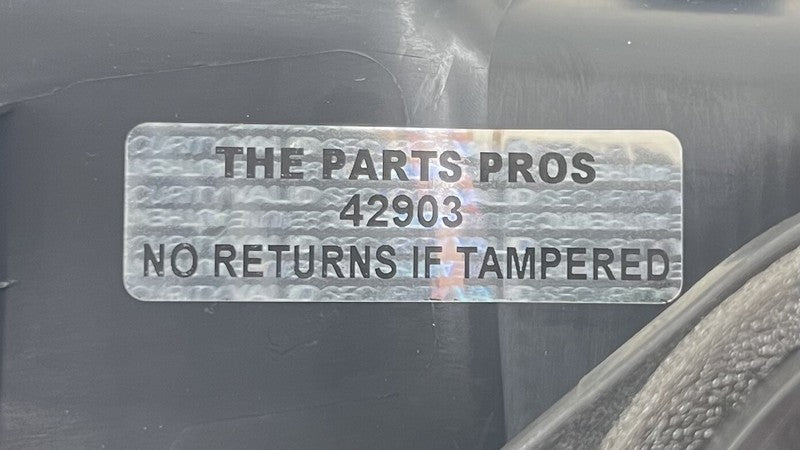 THE PARTS PROS
42903
NO RETURNS IF TAMPERED